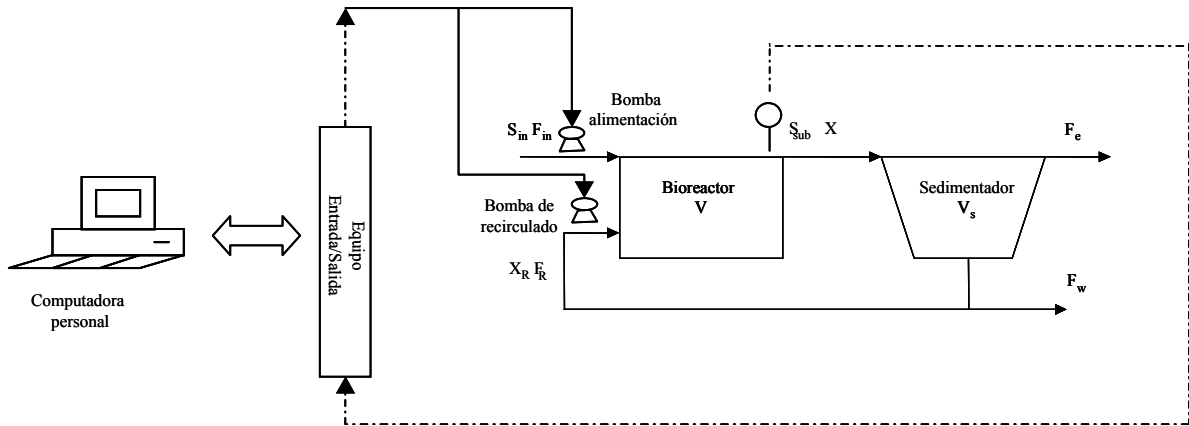 Bomba
alimentación
S_in F_in
S_sub X
F_e
Bioreactor
V
Sedimentador
V_s
Equipo
Entrada/Salida
Bomba de
recirculado
X_R F_R
F_w
Computadora
personal